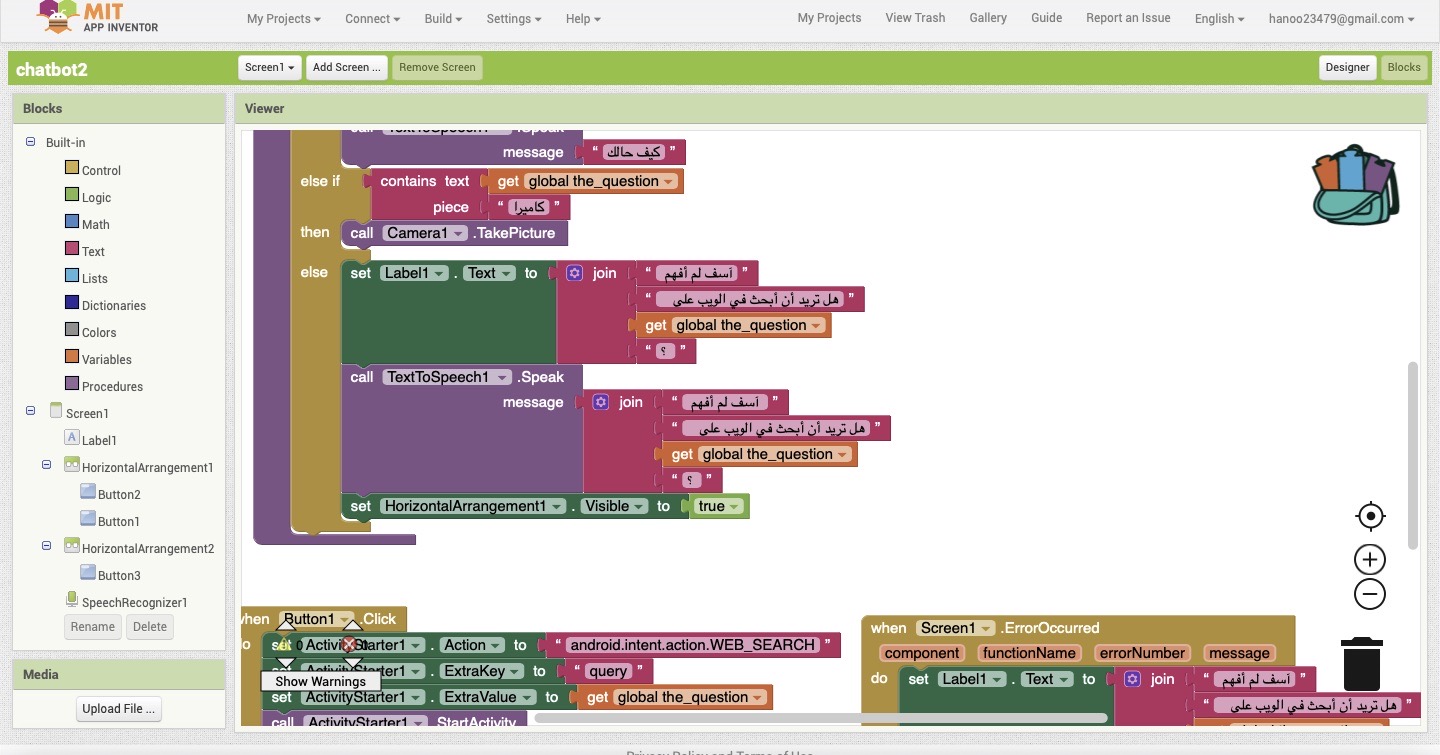 MIT
APP INVENTOR
My Projects Connect Build Settings Help My Projects View Trash Gallery Guide Report an Issue English hanoo23479@gmail.com
chatbot2 Screen1 Add Screen ... Remove Screen Designer Blocks
Blocks
Built-in
Control
Logic
Math
Text
Lists
Dictionaries
Colors
Variables
Procedures
Screen1
Label1
HorizontalArrangement1
Button2
Button1
HorizontalArrangement2
Button3
SpeechRecognizer1
Rename Delete
Media
Upload File ...
Viewer
call TextToSpeech1 .Speak
message " كيف حالك "
else if contains text get global the_question
piece " كاميرا "
then call Camera1 .TakePicture
else set Label1 . Text to join " آسف لم أفهم "
" هل تريد أن أبحث في الويب على "
get global the_question
" ؟ "
call TextToSpeech1 .Speak
message join " آسف لم أفهم "
" هل تريد أن أبحث في الويب على "
get global the_question
" ؟ "
set HorizontalArrangement1 . Visible to true
when Button1 .Click
do set ActivityStarter1 . Action to " android.intent.action.WEB_SEARCH "
set ActivityStarter1 . ExtraKey to " query "
set ActivityStarter1 . ExtraValue to get global the_question
call ActivityStarter1 .StartActivity
0 0
Show Warnings
when Screen1 .ErrorOccurred
component functionName errorNumber message
do set Label1 . Text to join " آسف لم أفهم "
" هل تريد أن أبحث في الويب على "
Privacy Policy and Terms of Use